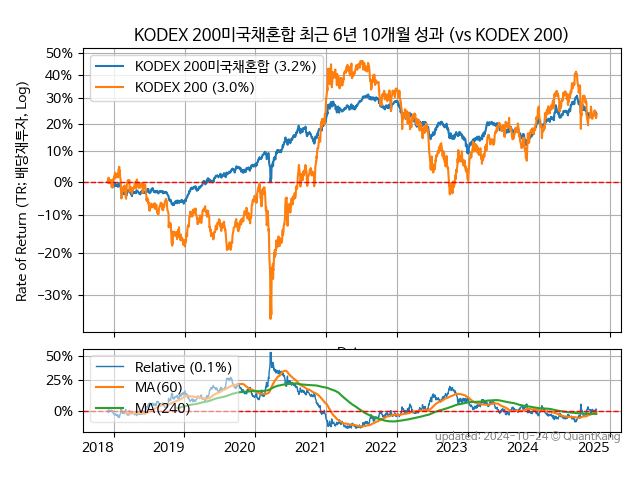 KODEX 200미국채혼합 최근 6년 10개월 성과 (vs KODEX 200)
Rate of Return (TR: 배당재투자, Log)
50%
40%
30%
20%
10%
0%
−10%
−20%
−30%
KODEX 200미국채혼합 (3.2%)
KODEX 200 (3.0%)
50%
25%
0%
Relative (0.1%)
MA(60)
MA(240)
2018 2019 2020 2021 2022 2023 2024 2025
updated: 2024-10-24 © QuantKang